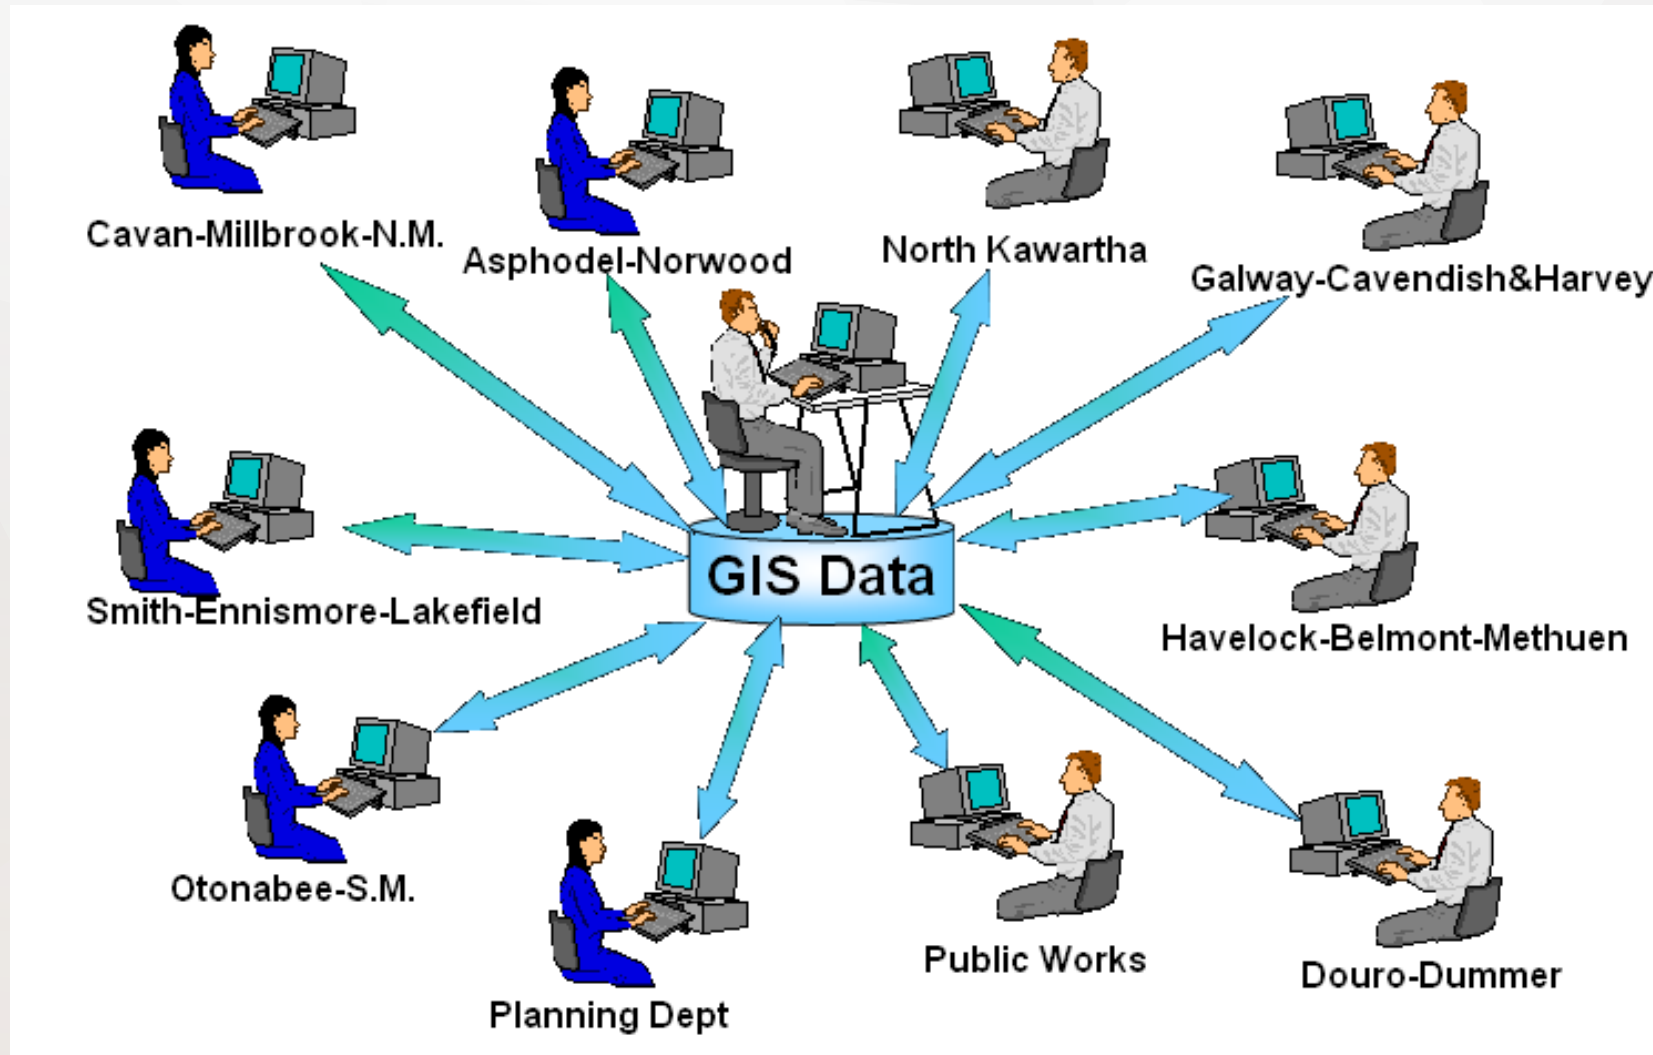 Cavan-Millbrook-N.M.
Asphodel-Norwood
North Kawartha
Galway-Cavendish&Harvey
GIS Data
Smith-Ennismore-Lakefield
Havelock-Belmont-Methuen
Otonabee-S.M.
Planning Dept
Public Works
Douro-Dummer